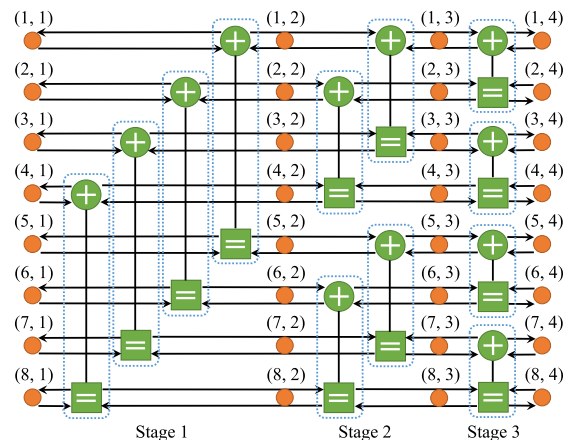 (1, 1) (1, 2) (1, 3) (1, 4)
(2, 1) (2, 2) (2, 3) (2, 4)
(3, 1) (3, 2) (3, 3) (3, 4)
(4, 1) (4, 2) (4, 3) (4, 4)
(5, 1) (5, 2) (5, 3) (5, 4)
(6, 1) (6, 2) (6, 3) (6, 4)
(7, 1) (7, 2) (7, 3) (7, 4)
(8, 1) (8, 2) (8, 3) (8, 4)
Stage 1 Stage 2 Stage 3